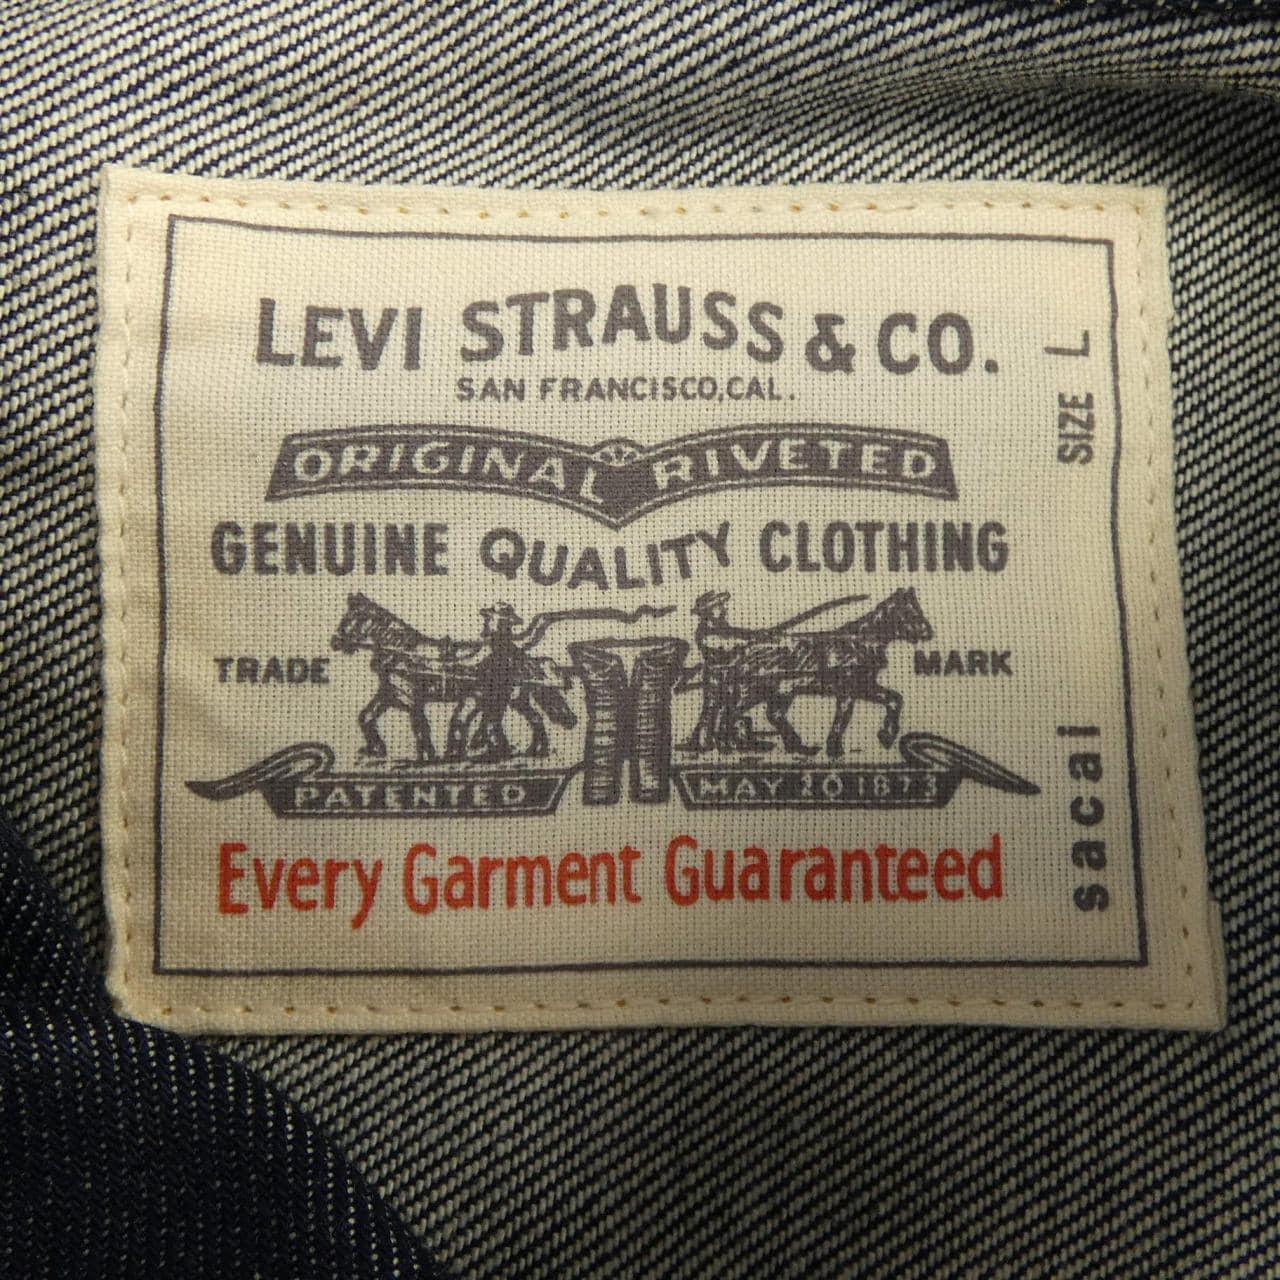 LEVI STRAUSS & CO.
SAN FRANCISCO, CAL.
ORIGINAL RIVETED
GENUINE QUALITY CLOTHING
TRADE MARK
PATENTED MAY 20 1873
Every Garment Guaranteed
SIZE L
sacai